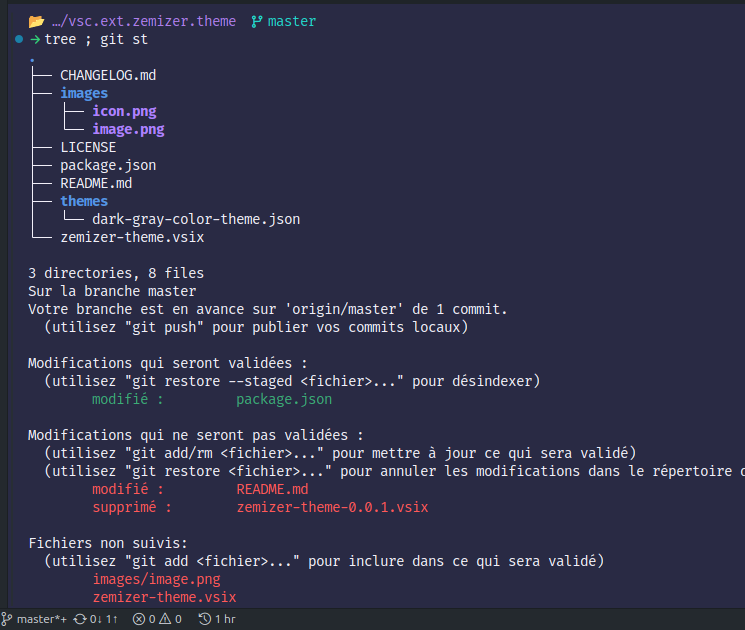 …/vsc.ext.zemizer.theme master
→ tree ; git st
.
├── CHANGELOG.md
├── images
│   ├── icon.png
│   └── image.png
├── LICENSE
├── package.json
├── README.md
├── themes
│   └── dark-gray-color-theme.json
└── zemizer-theme.vsix
3 directories, 8 files
Sur la branche master
Votre branche est en avance sur 'origin/master' de 1 commit.
(utilisez "git push" pour publier vos commits locaux)
Modifications qui seront validées :
(utilisez "git restore --staged <fichier>..." pour désindexer)
modifié : package.json
Modifications qui ne seront pas validées :
(utilisez "git add/rm <fichier>..." pour mettre à jour ce qui sera validé)
(utilisez "git restore <fichier>..." pour annuler les modifications dans le répertoire
modifié : README.md
supprimé : zemizer-theme-0.0.1.vsix
Fichiers non suivis:
(utilisez "git add <fichier>..." pour inclure dans ce qui sera validé)
images/image.png
zemizer-theme.vsix
master*+ 0↓ 1↑ 0 0 1 hr